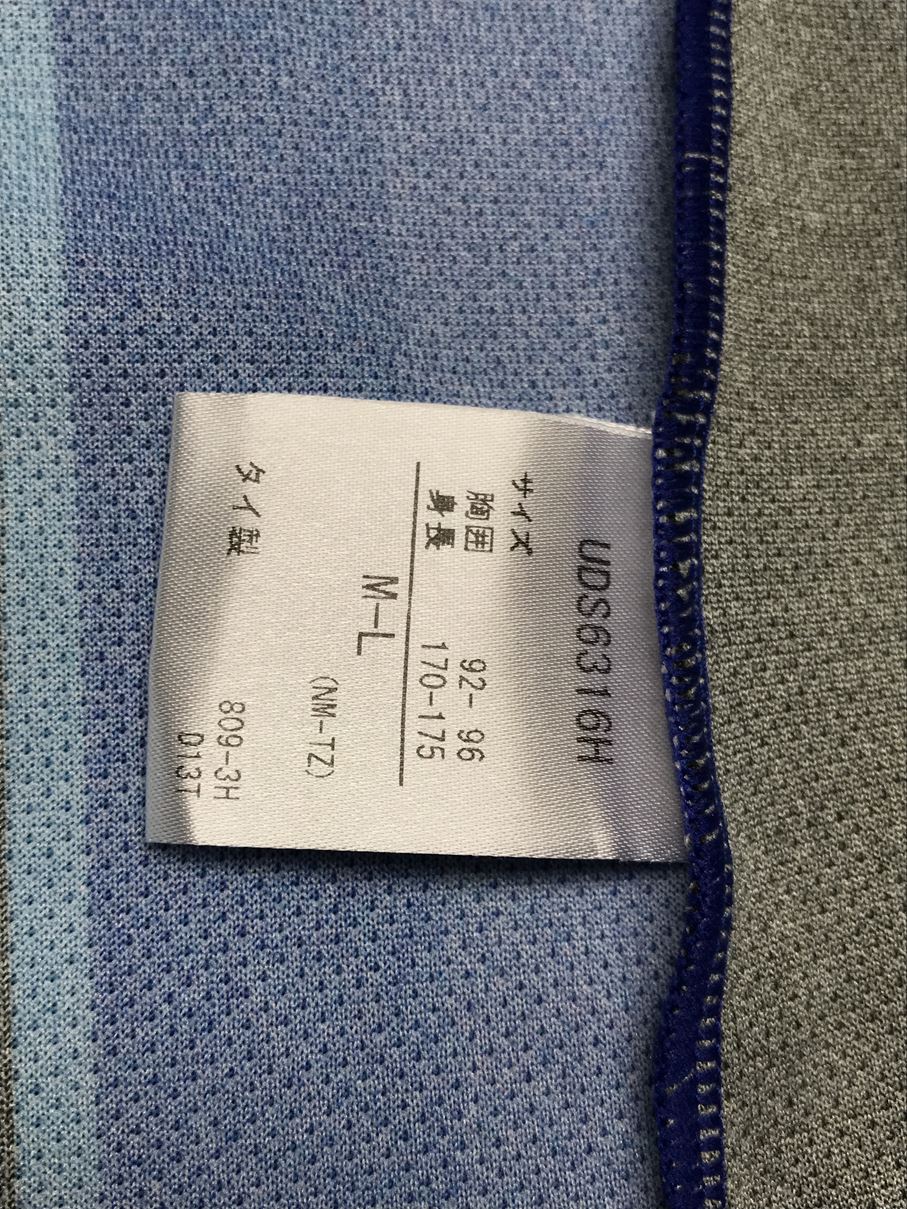 UDS6316H
サイズ
胸囲 92- 96
身長 170-175
M-L
(NM-TZ)
タイ製 809-3H
D13T